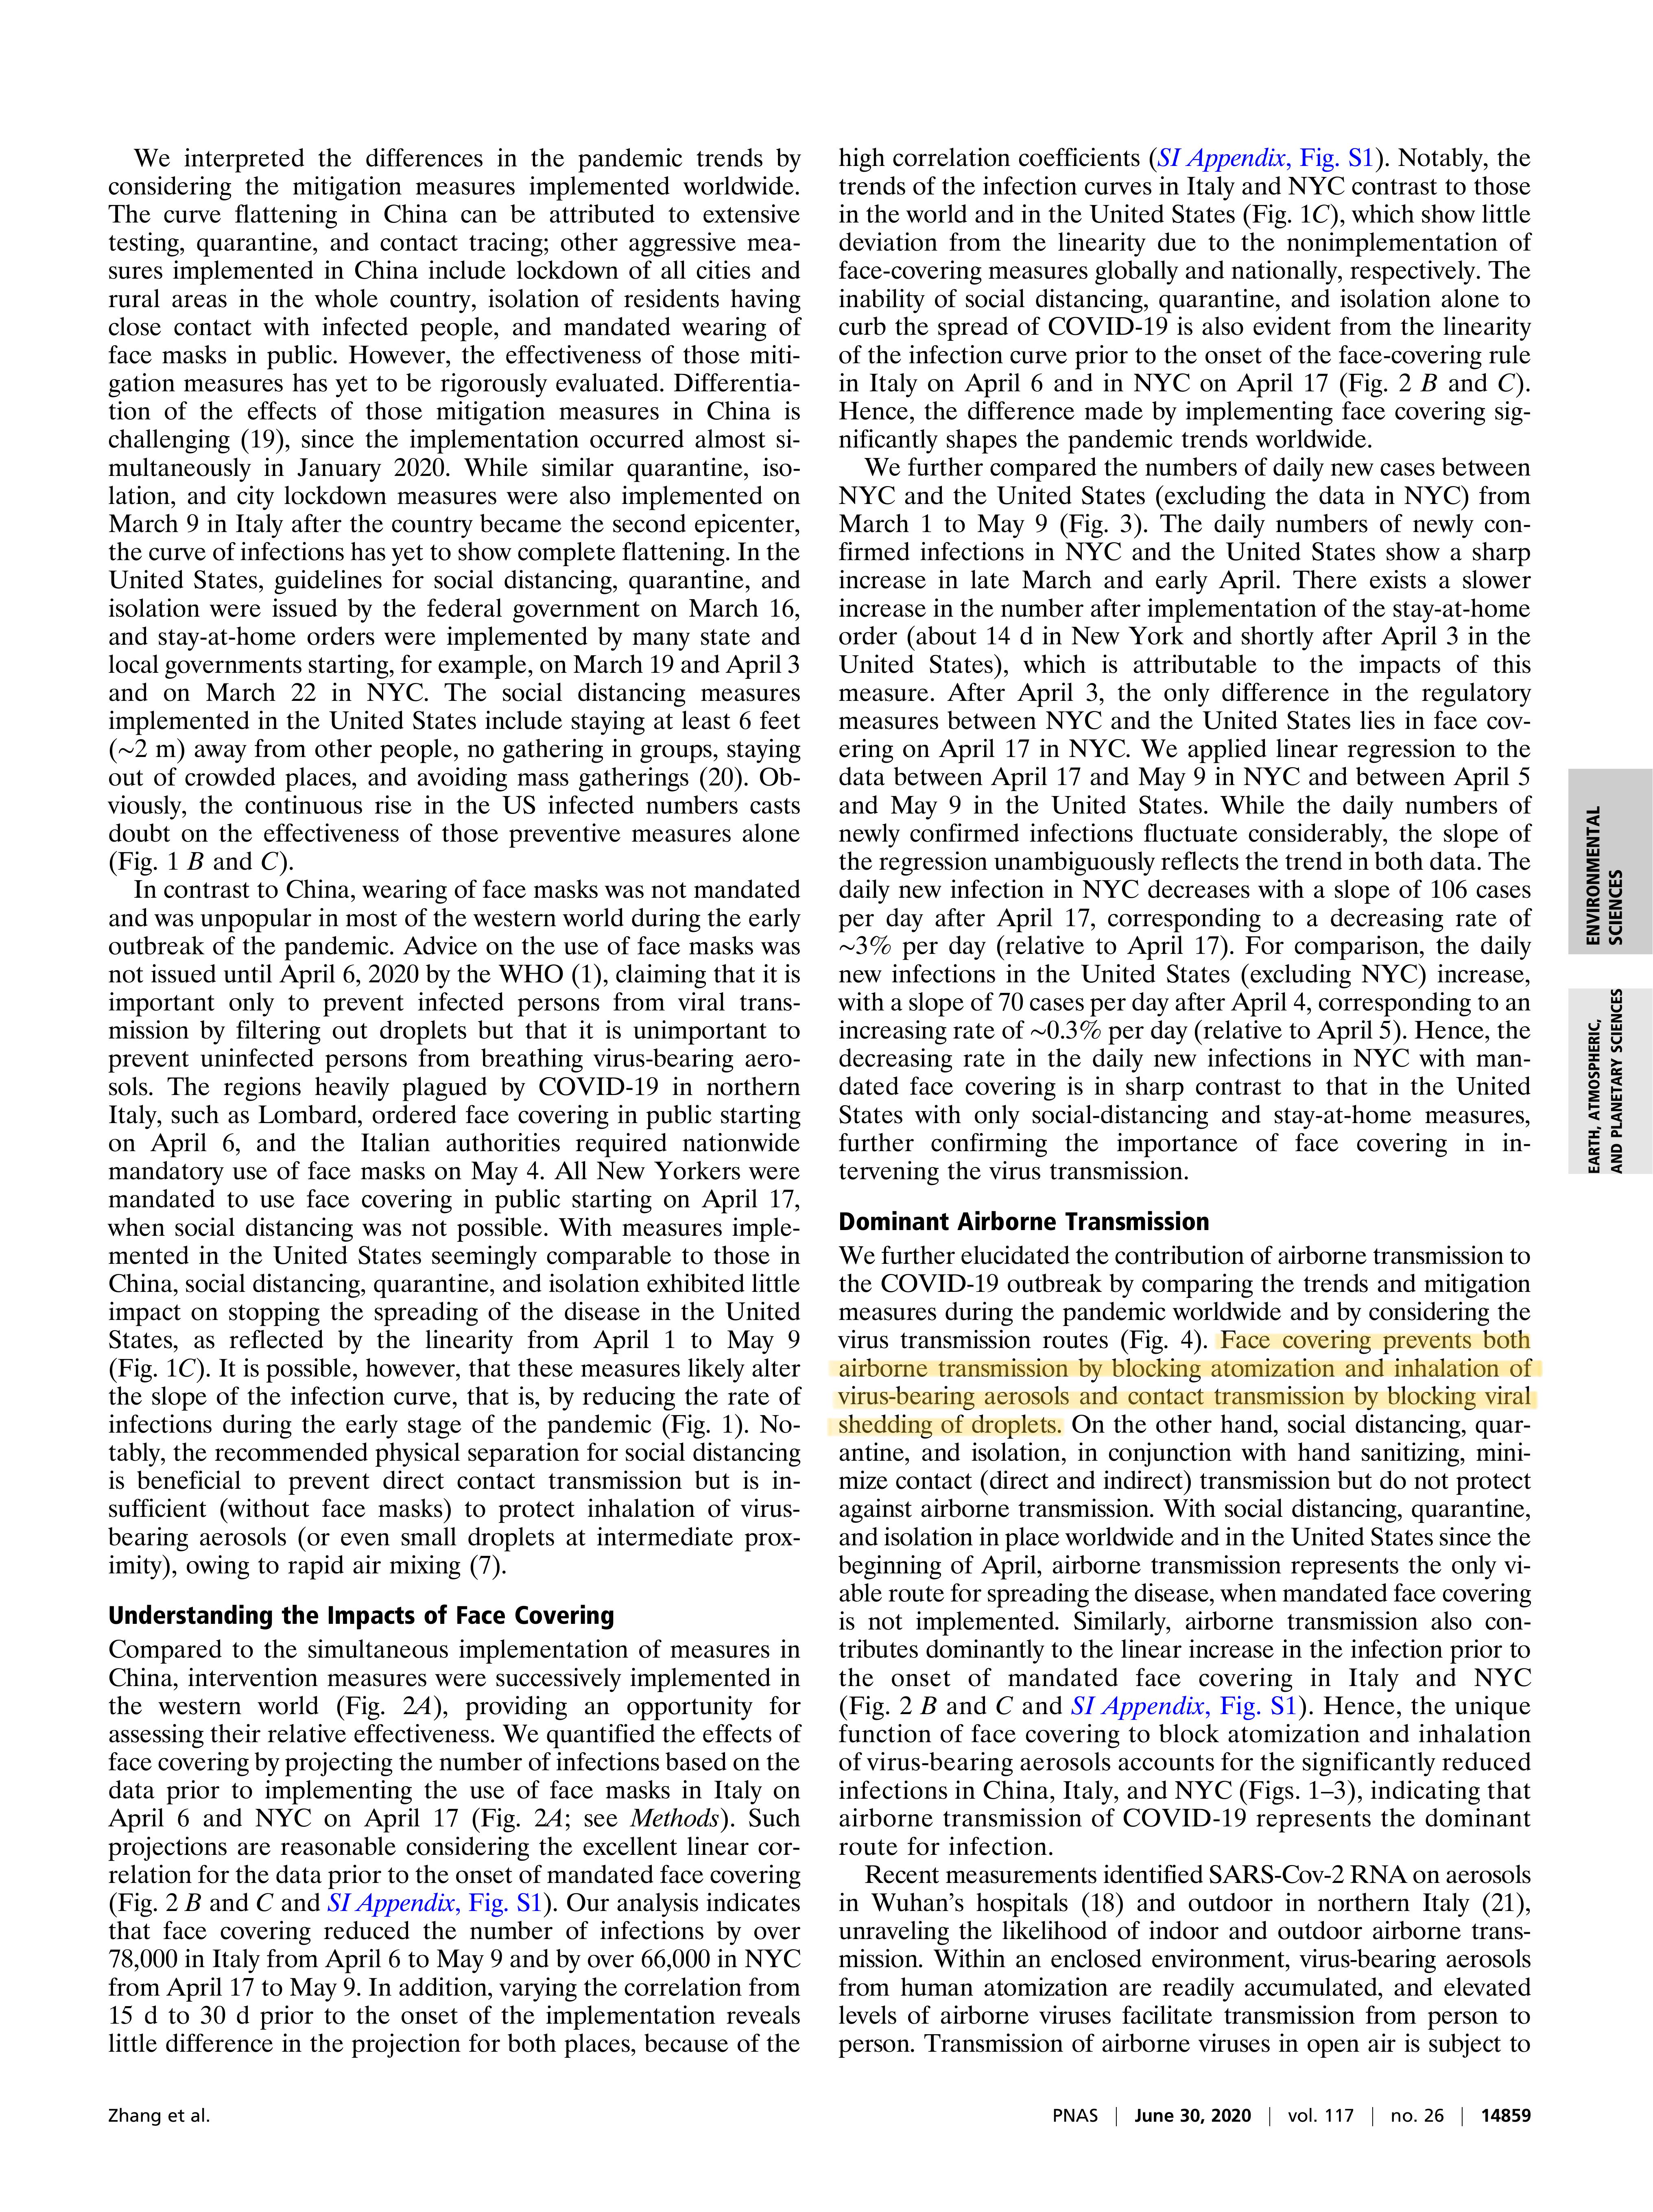 We interpreted the differences in the pandemic trends by
considering the mitigation measures implemented worldwide.
The curve flattening in China can be attributed to extensive
testing, quarantine, and contact tracing; other aggressive mea-
sures implemented in China include lockdown of all cities and
rural areas in the whole country, isolation of residents having
close contact with infected people, and mandated wearing of
face masks in public. However, the effectiveness of those miti-
gation measures has yet to be rigorously evaluated. Differentia-
tion of the effects of those mitigation measures in China is
challenging (19), since the implementation occurred almost si-
multaneously in January 2020. While similar quarantine, iso-
lation, and city lockdown measures were also implemented on
March 9 in Italy after the country became the second epicenter,
the curve of infections has yet to show complete flattening. In the
United States, guidelines for social distancing, quarantine, and
isolation were issued by the federal government on March 16,
and stay-at-home orders were implemented by many state and
local governments starting, for example, on March 19 and April 3
and on March 22 in NYC. The social distancing measures
implemented in the United States include staying at least 6 feet
(~2 m) away from other people, no gathering in groups, staying
out of crowded places, and avoiding mass gatherings (20). Ob-
viously, the continuous rise in the US infected numbers casts
doubt on the effectiveness of those preventive measures alone
(Fig. 1 B and C).
In contrast to China, wearing of face masks was not mandated
and was unpopular in most of the western world during the early
outbreak of the pandemic. Advice on the use of face masks was
not issued until April 6, 2020 by the WHO (1), claiming that it is
important only to prevent infected persons from viral trans-
mission by filtering out droplets but that it is unimportant to
prevent uninfected persons from breathing virus-bearing aero-
sols. The regions heavily plagued by COVID-19 in northern
Italy, such as Lombard, ordered face covering in public starting
on April 6, and the Italian authorities required nationwide
mandatory use of face masks on May 4. All New Yorkers were
mandated to use face covering in public starting on April 17,
when social distancing was not possible. With measures imple-
mented in the United States seemingly comparable to those in
China, social distancing, quarantine, and isolation exhibited little
impact on stopping the spreading of the disease in the United
States, as reflected by the linearity from April 1 to May 9
(Fig. 1C). It is possible, however, that these measures likely alter
the slope of the infection curve, that is, by reducing the rate of
infections during the early stage of the pandemic (Fig. 1). No-
tably, the recommended physical separation for social distancing
is beneficial to prevent direct contact transmission but is in-
sufficient (without face masks) to protect inhalation of virus-
bearing aerosols (or even small droplets at intermediate prox-
imity), owing to rapid air mixing (7).
Understanding the Impacts of Face Covering
Compared to the simultaneous implementation of measures in
China, intervention measures were successively implemented in
the western world (Fig. 2A), providing an opportunity for
assessing their relative effectiveness. We quantified the effects of
face covering by projecting the number of infections based on the
data prior to implementing the use of face masks in Italy on
April 6 and NYC on April 17 (Fig. 2A; see Methods). Such
projections are reasonable considering the excellent linear cor-
relation for the data prior to the onset of mandated face covering
(Fig. 2 B and C and SI Appendix, Fig. S1). Our analysis indicates
that face covering reduced the number of infections by over
78,000 in Italy from April 6 to May 9 and by over 66,000 in NYC
from April 17 to May 9. In addition, varying the correlation from
15 d to 30 d prior to the onset of the implementation reveals
little difference in the projection for both places, because of the
high correlation coefficients (SI Appendix, Fig. S1). Notably, the
trends of the infection curves in Italy and NYC contrast to those
in the world and in the United States (Fig. 1C), which show little
deviation from the linearity due to the nonimplementation of
face-covering measures globally and nationally, respectively. The
inability of social distancing, quarantine, and isolation alone to
curb the spread of COVID-19 is also evident from the linearity
of the infection curve prior to the onset of the face-covering rule
in Italy on April 6 and in NYC on April 17 (Fig. 2 B and C).
Hence, the difference made by implementing face covering sig-
nificantly shapes the pandemic trends worldwide.
We further compared the numbers of daily new cases between
NYC and the United States (excluding the data in NYC) from
March 1 to May 9 (Fig. 3). The daily numbers of newly con-
firmed infections in NYC and the United States show a sharp
increase in late March and early April. There exists a slower
increase in the number after implementation of the stay-at-home
order (about 14 d in New York and shortly after April 3 in the
United States), which is attributable to the impacts of this
measure. After April 3, the only difference in the regulatory
measures between NYC and the United States lies in face cov-
ering on April 17 in NYC. We applied linear regression to the
data between April 17 and May 9 in NYC and between April 5
and May 9 in the United States. While the daily numbers of
newly confirmed infections fluctuate considerably, the slope of
the regression unambiguously reflects the trend in both data. The
daily new infection in NYC decreases with a slope of 106 cases
per day after April 17, corresponding to a decreasing rate of
~3% per day (relative to April 17). For comparison, the daily
new infections in the United States (excluding NYC) increase,
with a slope of 70 cases per day after April 4, corresponding to an
increasing rate of ~0.3% per day (relative to April 5). Hence, the
decreasing rate in the daily new infections in NYC with man-
dated face covering is in sharp contrast to that in the United
States with only social-distancing and stay-at-home measures,
further confirming the importance of face covering in in-
tervening the virus transmission.
Dominant Airborne Transmission
We further elucidated the contribution of airborne transmission to
the COVID-19 outbreak by comparing the trends and mitigation
measures during the pandemic worldwide and by considering the
virus transmission routes (Fig. 4). Face covering prevents both
airborne transmission by blocking atomization and inhalation of
virus-bearing aerosols and contact transmission by blocking viral
shedding of droplets. On the other hand, social distancing, quar-
antine, and isolation, in conjunction with hand sanitizing, mini-
mize contact (direct and indirect) transmission but do not protect
against airborne transmission. With social distancing, quarantine,
and isolation in place worldwide and in the United States since the
beginning of April, airborne transmission represents the only vi-
able route for spreading the disease, when mandated face covering
is not implemented. Similarly, airborne transmission also con-
tributes dominantly to the linear increase in the infection prior to
the onset of mandated face covering in Italy and NYC
(Fig. 2 B and C and SI Appendix, Fig. S1). Hence, the unique
function of face covering to block atomization and inhalation
of virus-bearing aerosols accounts for the significantly reduced
infections in China, Italy, and NYC (Figs. 1–3), indicating that
airborne transmission of COVID-19 represents the dominant
route for infection.
Recent measurements identified SARS-Cov-2 RNA on aerosols
in Wuhan's hospitals (18) and outdoor in northern Italy (21),
unraveling the likelihood of indoor and outdoor airborne trans-
mission. Within an enclosed environment, virus-bearing aerosols
from human atomization are readily accumulated, and elevated
levels of airborne viruses facilitate transmission from person to
person. Transmission of airborne viruses in open air is subject to
ENVIRONMENTAL
SCIENCES
EARTH, ATMOSPHERIC,
AND PLANETARY SCIENCES
Zhang et al.
PNAS | June 30, 2020 | vol. 117 | no. 26 | 14859